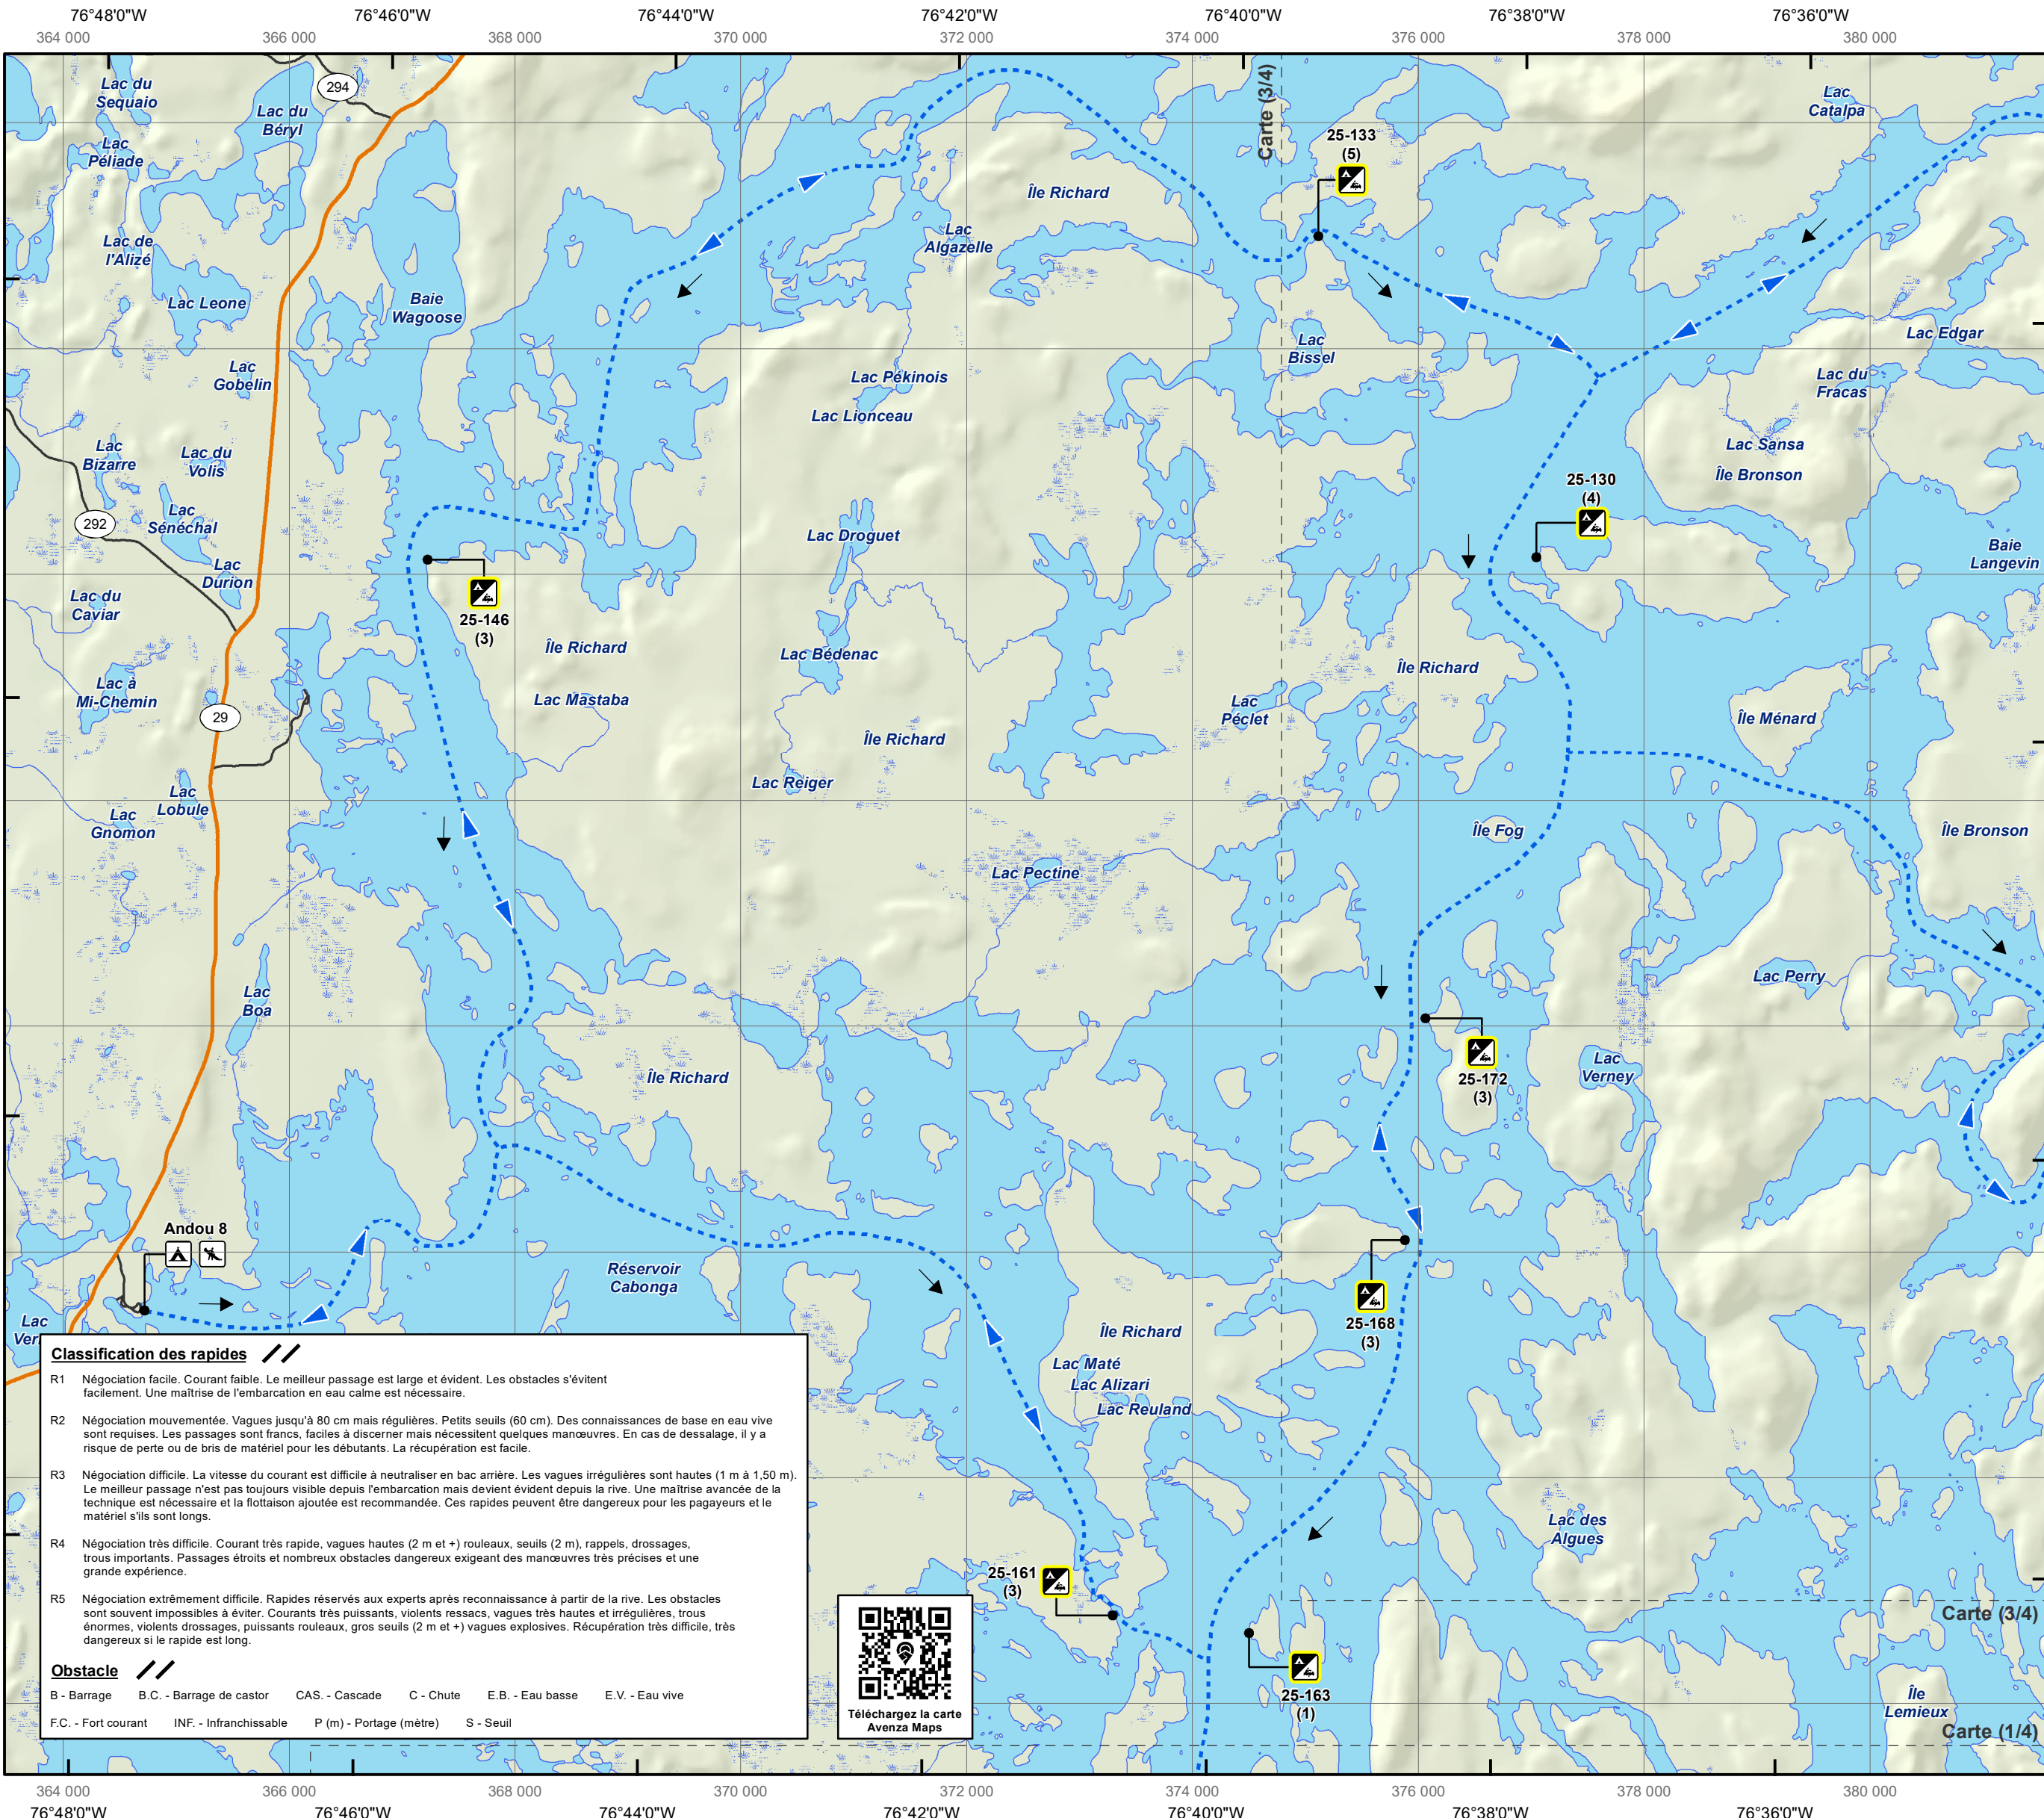 76°48'0"W 76°46'0"W 76°44'0"W 76°42'0"W 76°40'0"W 76°38'0"W 76°36'0"W
364 000 366 000 368 000 370 000 372 000 374 000 376 000 378 000 380 000
Lac du
Sequaio
294
Lac du
Béryl
Lac
Péliade
Carte (3/4)
25-133
(5)
Lac
Catalpa
Île Richard
Lac de
l'Alizé
Lac
Algazelle
Lac Leone
Baie
Wagoose
Lac
Bissel
Lac Edgar
Lac
Gobelin
Lac Pékinois
Lac du
Fracas
Lac Lionceau
Lac
Bizarre
Lac du
Volis
Lac Sansa
Île Bronson
25-130
(4)
292
Lac
Sénéchal
Lac Droguet
Baie
Langevin
Lac
Durion
Lac du
Caviar
25-146
(3)
Île Richard
Lac Bédenac
Île Richard
Lac à
Mi-Chemin
Lac Mastaba
Lac
Péclet
29
Île Ménard
Île Richard
Lac Reiger
Lac
Lobule
Lac
Gnomon
Île Fog
Île Bronson
Lac Pectine
Lac
Boa
Lac Perry
Île Richard
25-172
(3)
Lac
Verney
Andou 8
Réservoir
Cabonga
25-168
(3)
Lac
Île Richard
Lac Maté
Lac Alizari
Lac Reuland
Classification des rapides
R1 Négociation facile. Courant faible. Le meilleur passage est large et évident. Les obstacles s'évitent
facilement. Une maîtrise de l'embarcation en eau calme est nécessaire.
R2 Négociation mouvementée. Vagues jusqu'à 80 cm mais régulières. Petits seuils (60 cm). Des connaissances de base en eau vive
sont requises. Les passages sont francs, faciles à discerner mais nécessitent quelques manœuvres. En cas de dessalage, il y a
risque de perte ou de bris de matériel pour les débutants. La récupération est facile.
R3 Négociation difficile. La vitesse du courant est difficile à neutraliser en bac arrière. Les vagues irrégulières sont hautes (1 m à 1,50 m).
Le meilleur passage n'est pas toujours visible depuis l'embarcation mais devient évident depuis la rive. Une maîtrise avancée de la
technique est nécessaire et la flottaison ajoutée est recommandée. Ces rapides peuvent être dangereux pour les pagayeurs et le
matériel s'ils sont longs.
R4 Négociation très difficile. Courant très rapide, vagues hautes (2 m et +) rouleaux, seuils (2 m), rappels, drossages,
trous importants. Passages étroits et nombreux obstacles dangereux exigeant des manœuvres très précises et une
grande expérience.
R5 Négociation extrêmement difficile. Rapides réservés aux experts après reconnaissance à partir de la rive. Les obstacles
sont souvent impossibles à éviter. Courants très puissants, violents ressacs, vagues très hautes et irrégulières, trous
énormes, violents drossages, puissants rouleaux, gros seuils (2 m et +) vagues explosives. Récupération très difficile, très
dangereux si le rapide est long.
Obstacle
B - Barrage B.C. - Barrage de castor CAS. - Cascade C - Chute E.B. - Eau basse E.V. - Eau vive
F.C. - Fort courant INF. - Infranchissable P (m) - Portage (mètre) S - Seuil
Lac des
Algues
25-161
(3)
Téléchargez la carte
Avenza Maps
Carte (3/4)
25-163
(1)
Île
Lemieux
Carte (1/4)
364 000 366 000 368 000 370 000 372 000 374 000 376 000 378 000 380 000
76°48'0"W 76°46'0"W 76°44'0"W 76°42'0"W 76°40'0"W 76°38'0"W 76°36'0"W